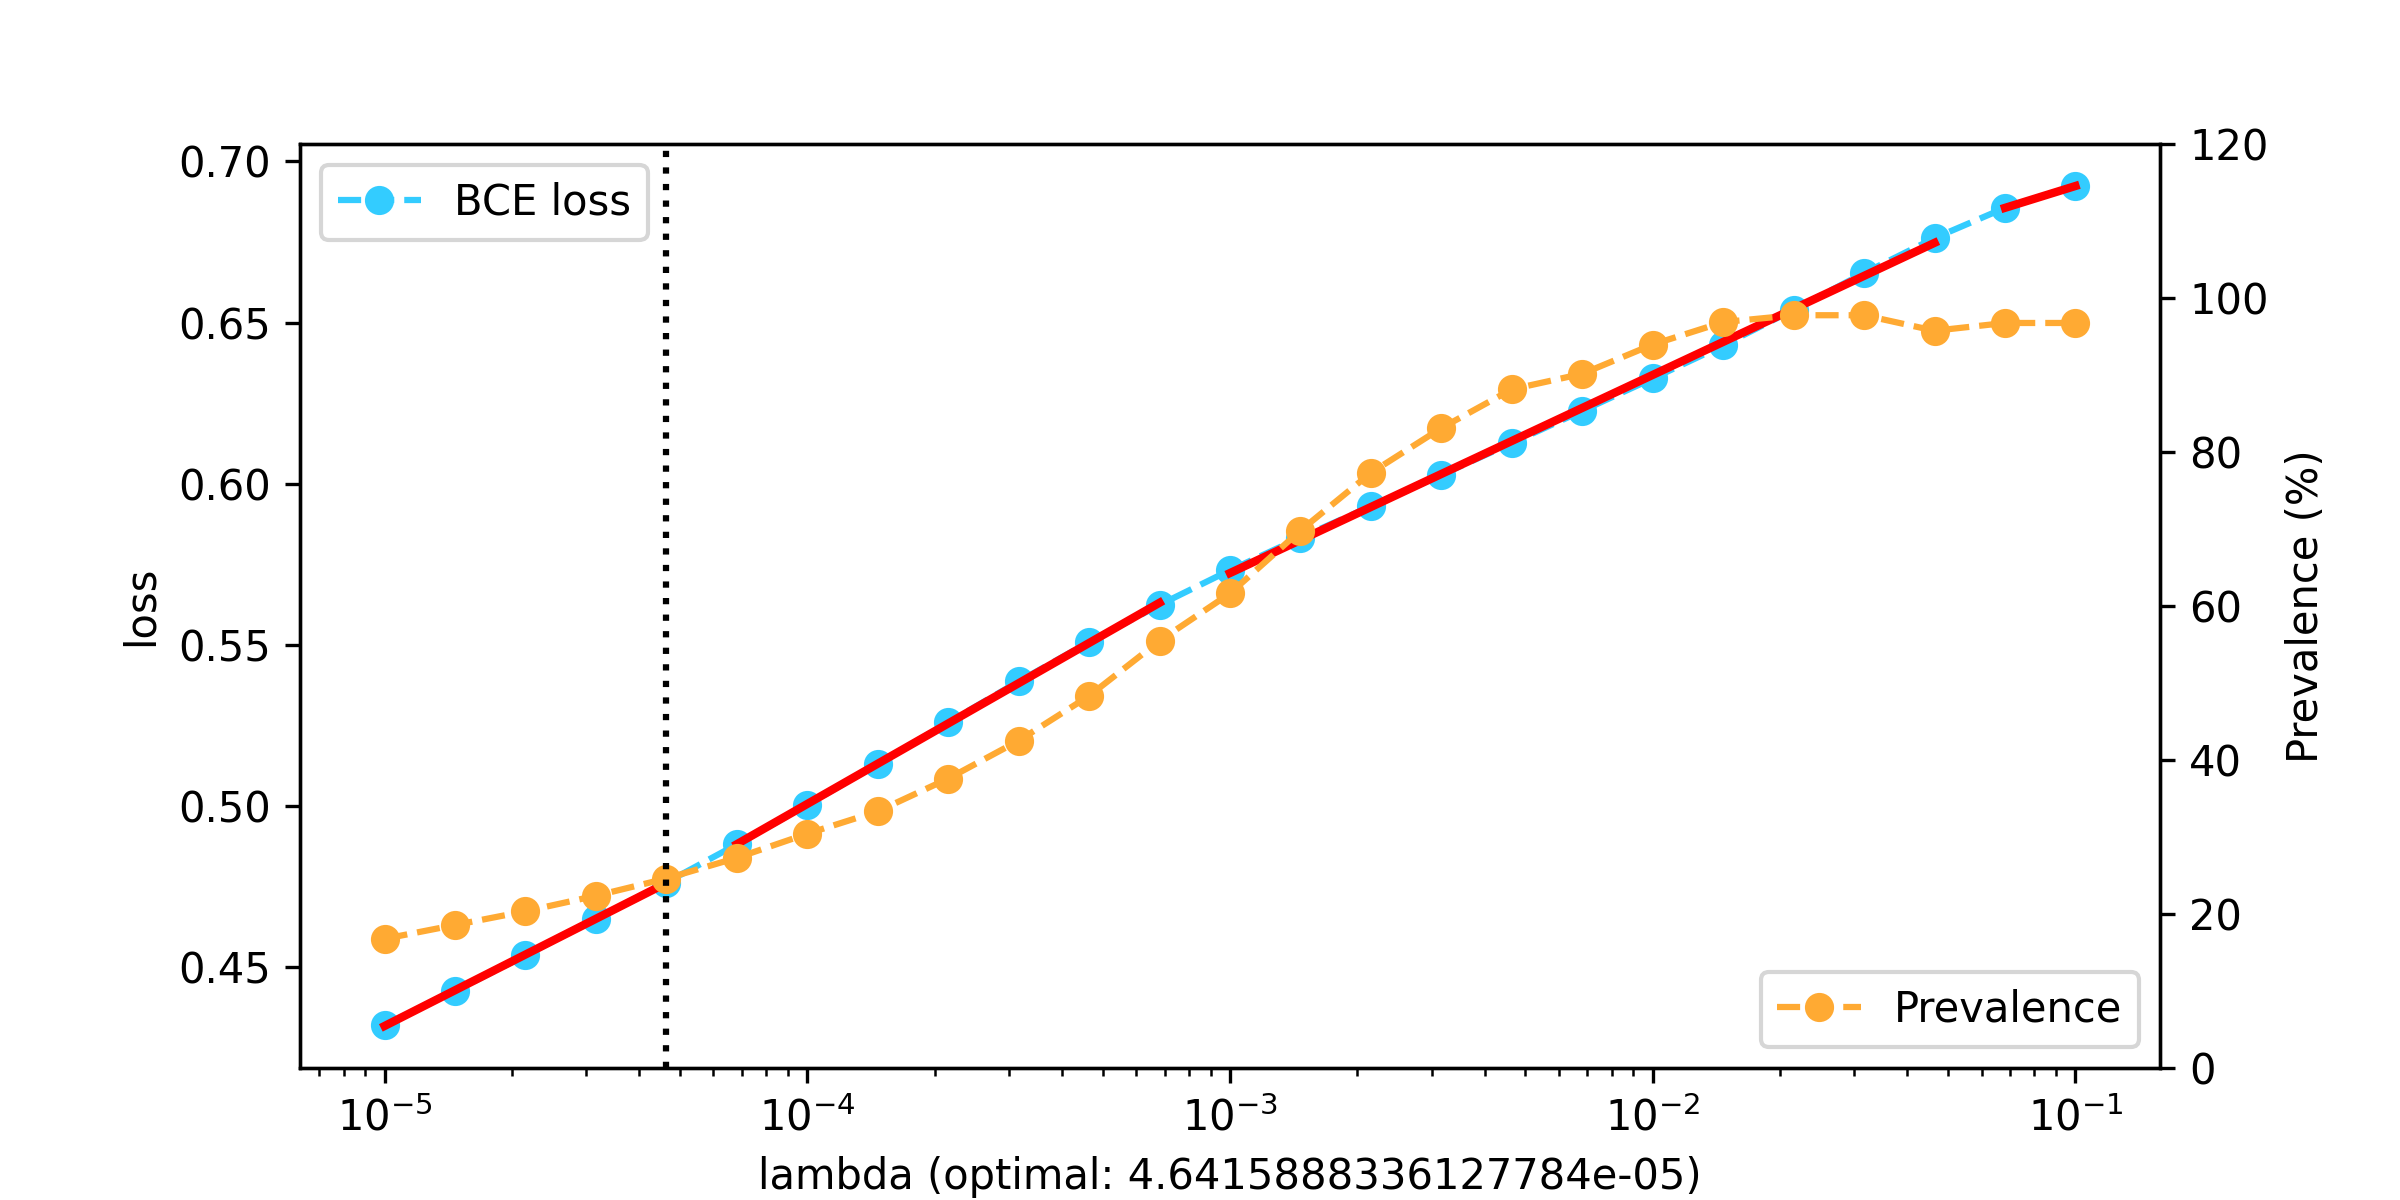 BCE loss
Prevalence
0.70
0.65
0.60
0.55
0.50
0.45
loss
120
100
80
60
40
20
0
Prevalence (%)
10⁻⁵ 10⁻⁴ 10⁻³ 10⁻² 10⁻¹
lambda (optimal: 4.6415888336127784e-05)